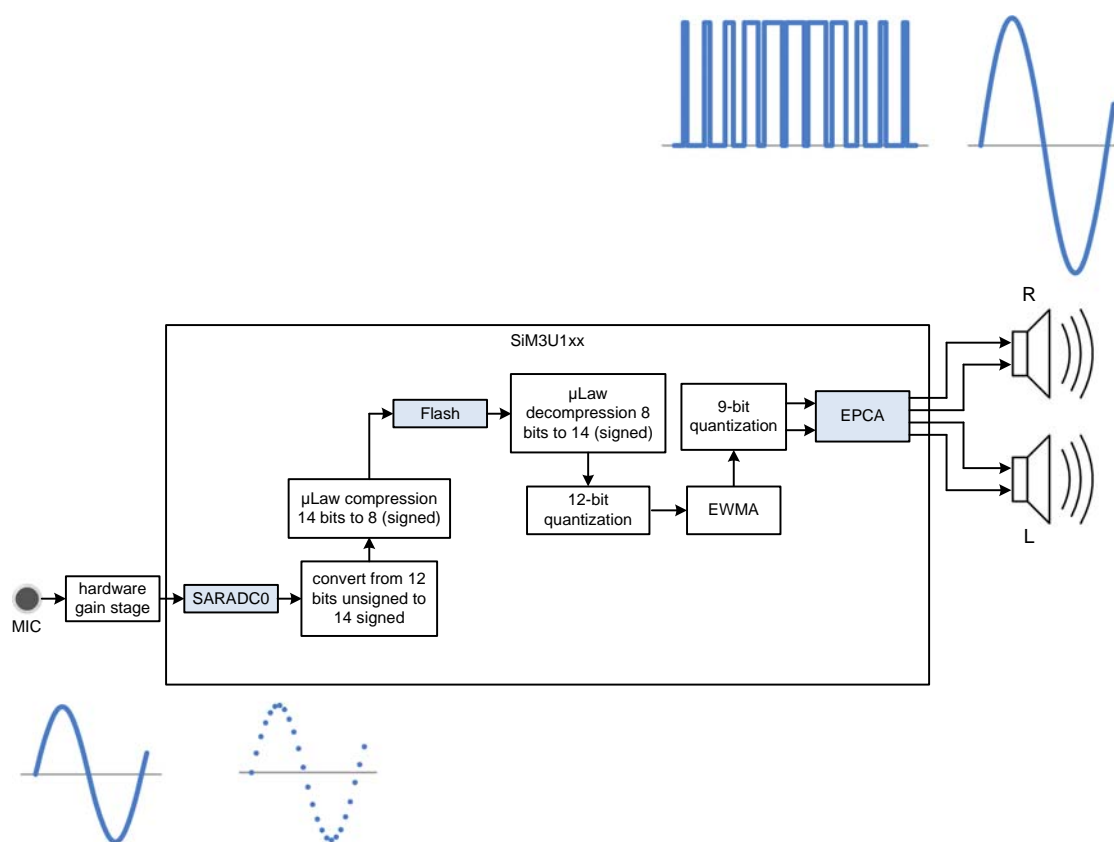 R
SiM3U1xx
µLaw
decompression 8
bits to 14 (signed)
9-bit
quantization
Flash
EPCA
µLaw compression
14 bits to 8 (signed)
12-bit
quantization
EWMA
L
hardware
gain stage
SARADC0
convert from 12
bits unsigned to
14 signed
MIC